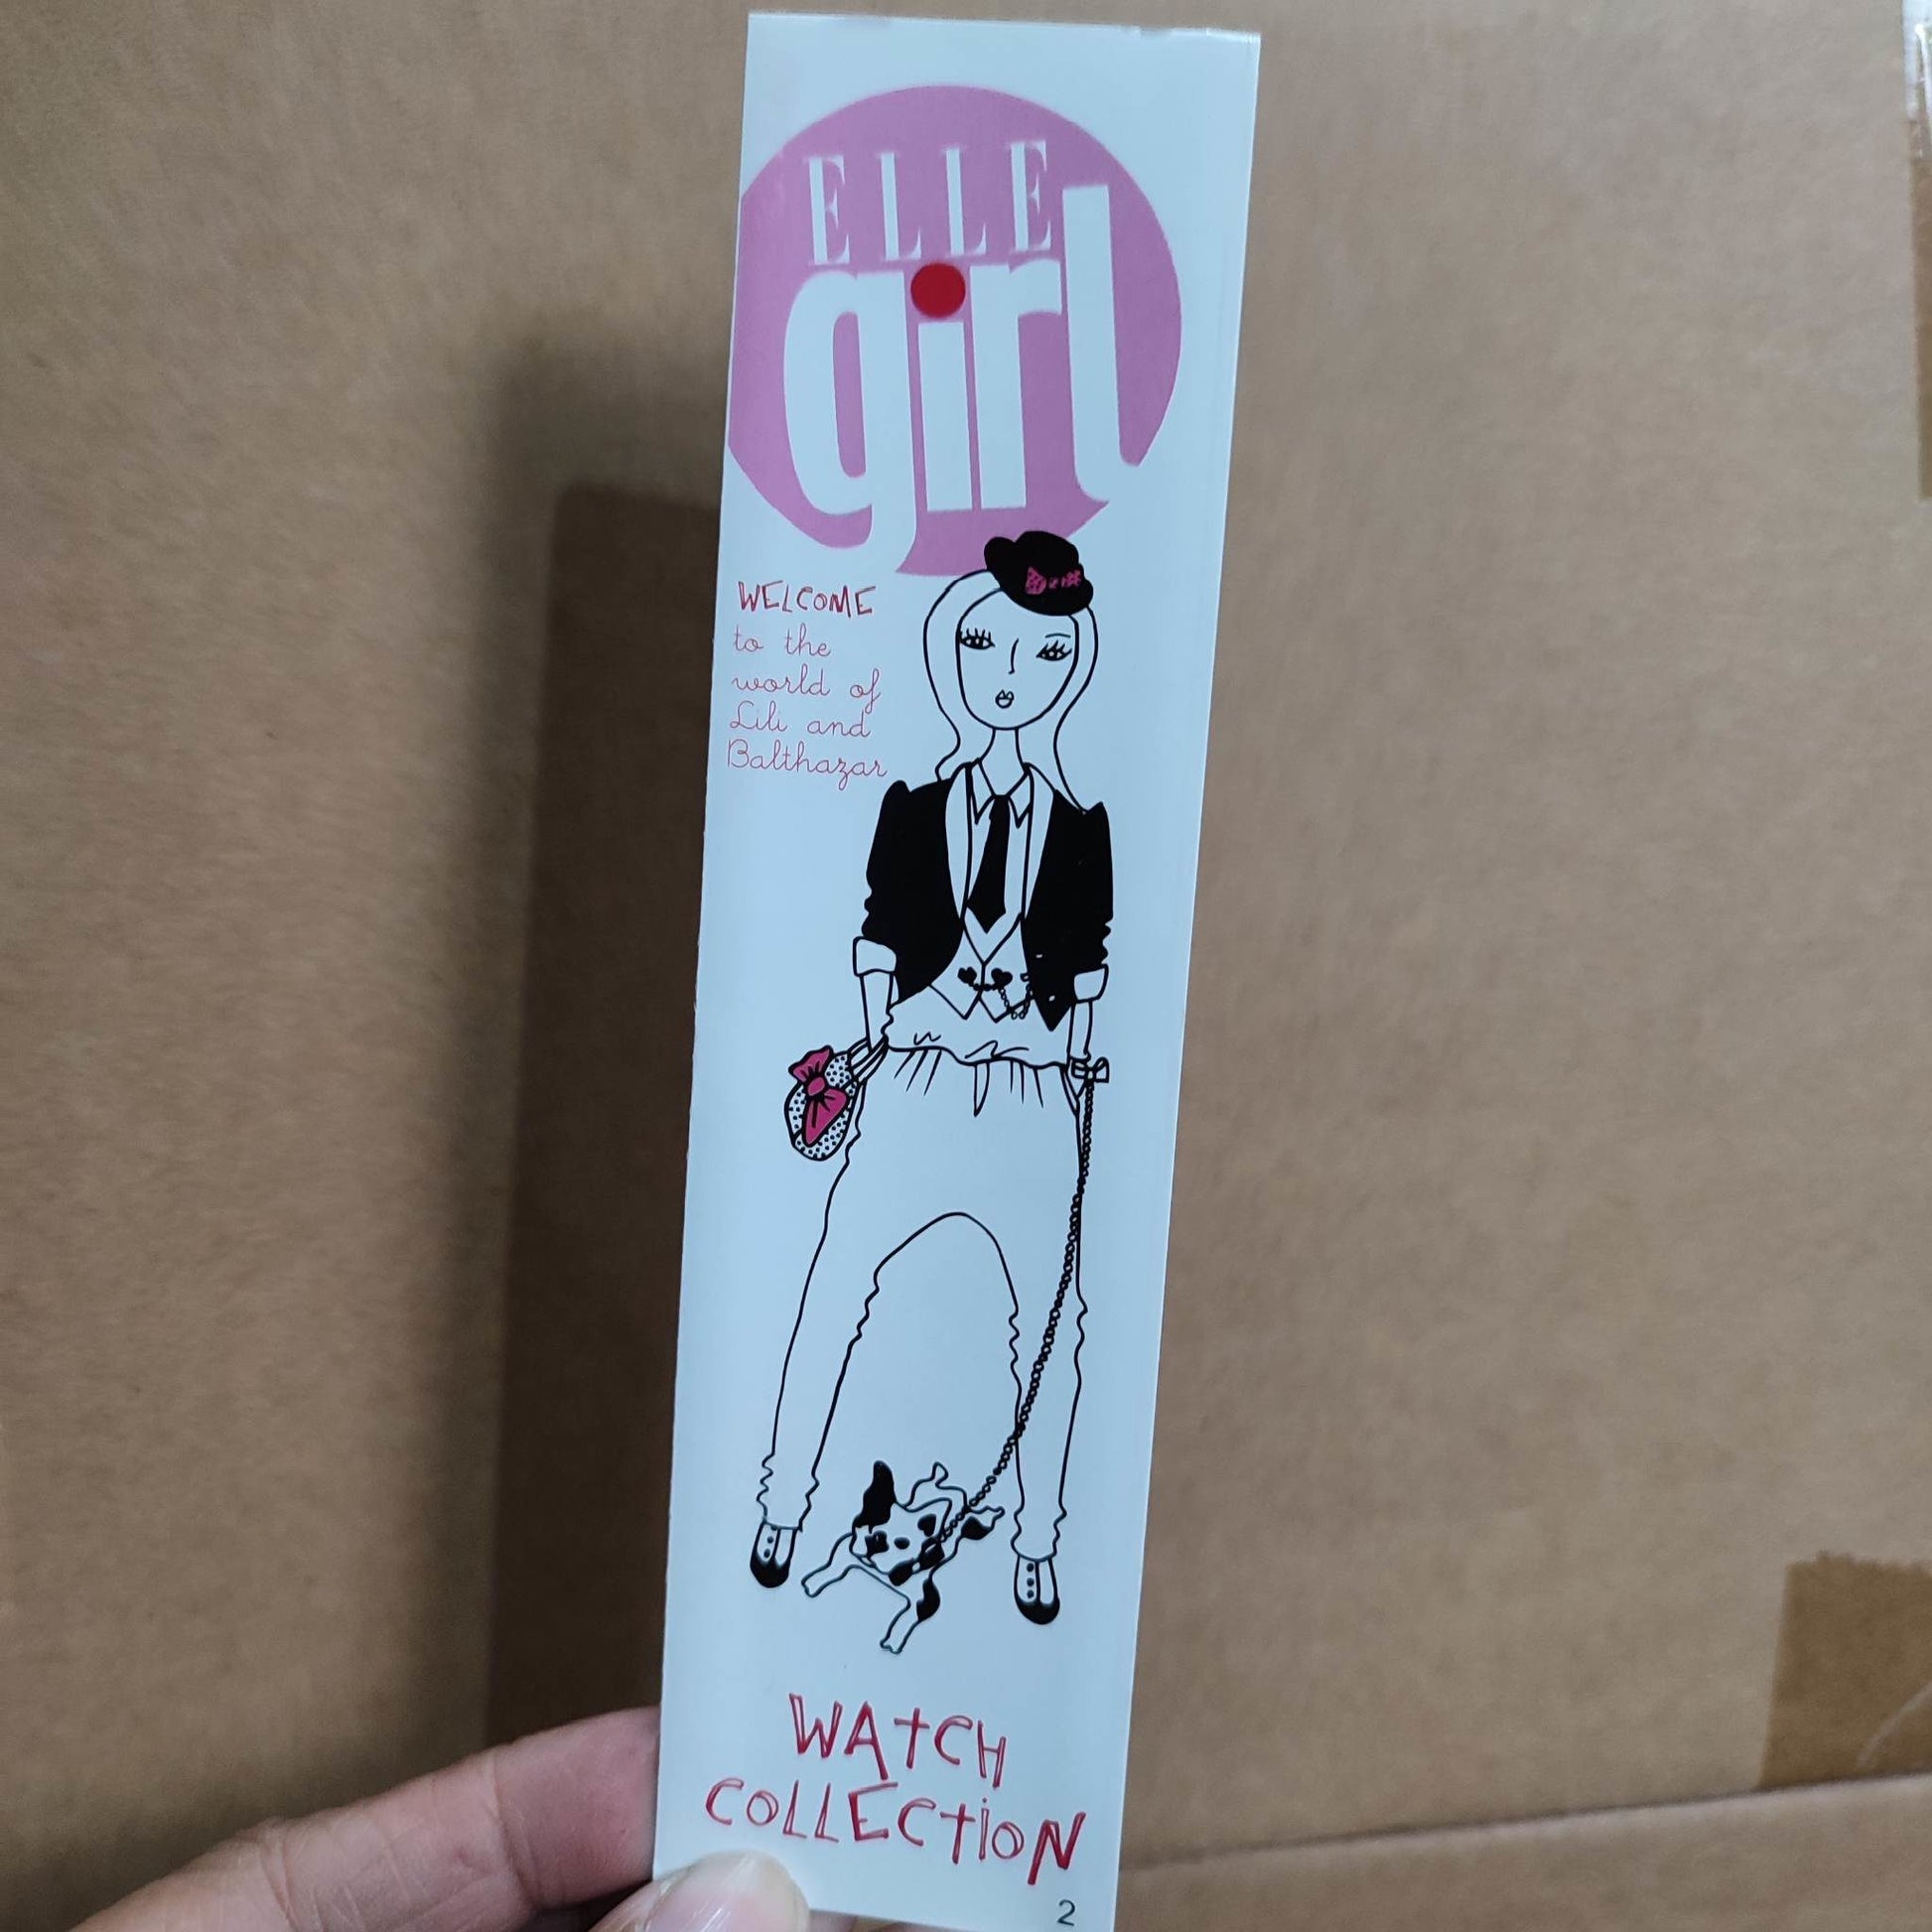 ELLE
girl
WELCOME
to the
world of
Lili and
Balthazar
WAtCH
COLLECtiON
2